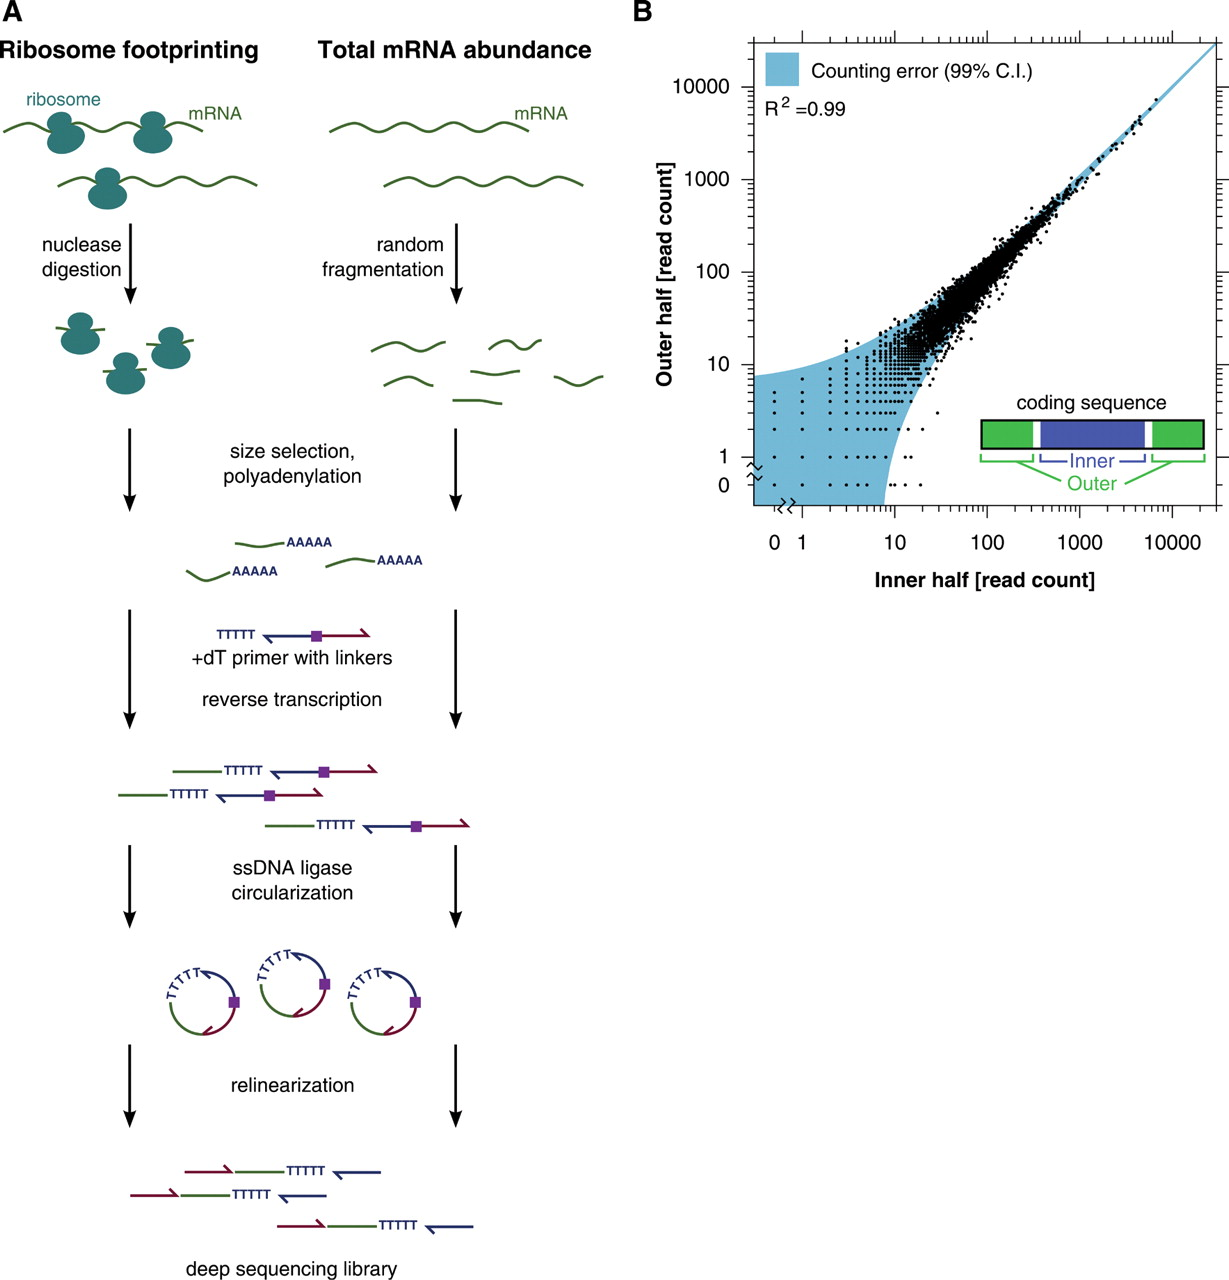 A
Ribosome footprinting
Total mRNA abundance
ribosome
mRNA
mRNA
nuclease
digestion
random
fragmentation
size selection,
polyadenylation
AAAAA
AAAAA
AAAAA
TTTTT
+dT primer with linkers
reverse transcription
TTTTT
TTTTT
TTTTT
ssDNA ligase
circularization
TTTTT
TTTTT
TTTTT
relinearization
TTTTT
TTTTT
TTTTT
deep sequencing library
B
Counting error (99% C.I.)
R2 =0.99
Outer half [read count]
10000
1000
100
10
1
0
coding sequence
Inner
Outer
0 1 10 100 1000 10000
Inner half [read count]